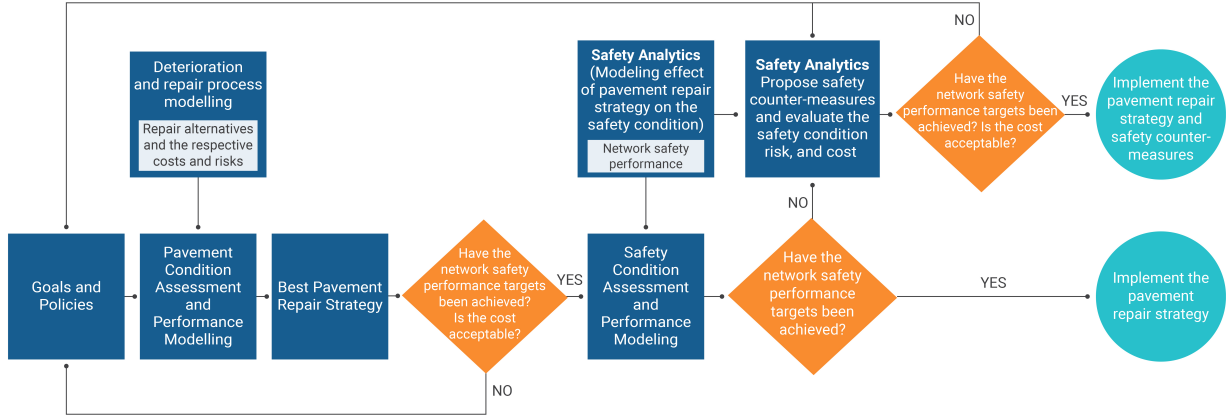 Deterioration
and repair process
modelling
Repair alternatives
and the respective
costs and risks
Safety Analytics
(Modeling effect
of pavement repair
strategy on the
safety condition)
Network safety
performance
Safety Analytics
Propose safety
counter-measures
and evaluate the
safety condition
risk, and cost
NO
Have the
network safety
performance targets been
achieved? Is the cost
acceptable?
YES
Implement the
pavement repair
strategy and
safety counter-
measures
Goals and
Policies
Pavement
Condition
Assessment
and
Performance
Modelling
Best Pavement
Repair Strategy
Have the
network safety
performance targets
been achieved?
Is the cost
acceptable?
YES
NO
Safety
Condition
Assessment
and
Performance
Modeling
NO
Have the
network safety
performance
targets been
achieved?
YES
Implement the
pavement
repair strategy